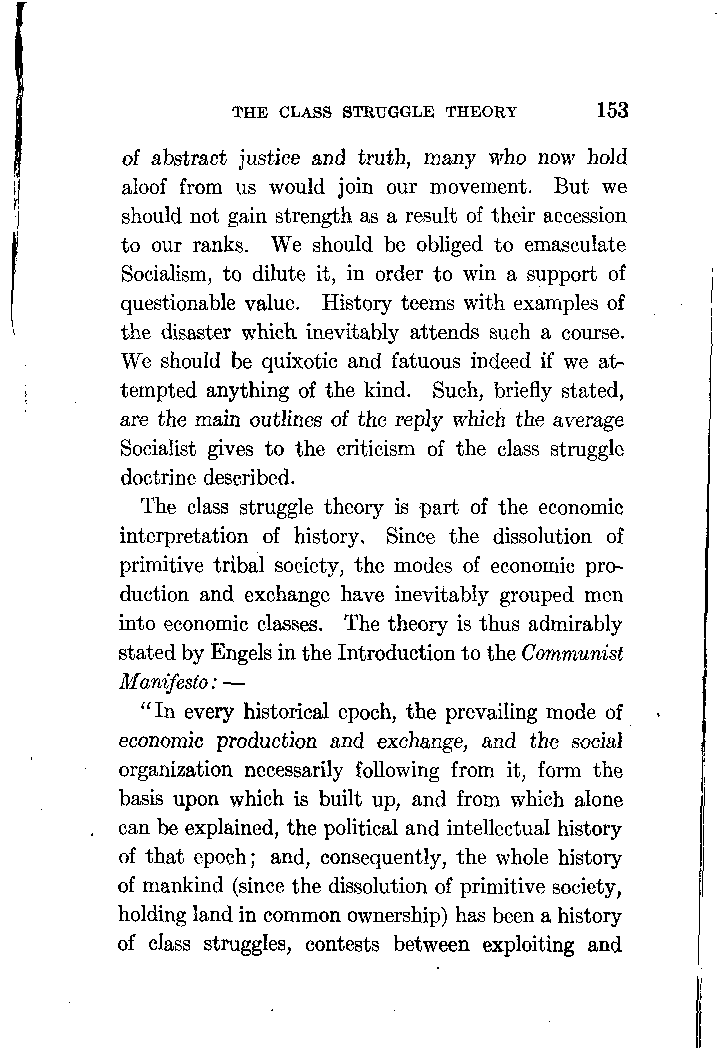 THE CLASS STRUGGLE THEORY 153
of abstract justice and truth, many who now hold
aloof from us would join our movement. But we
should not gain strength as a result of their accession
to our ranks. We should be obliged to emasculate
Socialism, to dilute it, in order to win a support of
questionable value. History teems with examples of
the disaster which inevitably attends such a course.
We should be quixotic and fatuous indeed if we at-
tempted anything of the kind. Such, briefly stated,
are the main outlines of the reply which the average
Socialist gives to the criticism of the class struggle
doctrine described.
The class struggle theory is part of the economic
interpretation of history. Since the dissolution of
primitive tribal society, the modes of economic pro-
duction and exchange have inevitably grouped men
into economic classes. The theory is thus admirably
stated by Engels in the Introduction to the Communist
Manifesto: —
"In every historical epoch, the prevailing mode of
economic production and exchange, and the social
organization necessarily following from it, form the
basis upon which is built up, and from which alone
can be explained, the political and intellectual history
of that epoch; and, consequently, the whole history
of mankind (since the dissolution of primitive society,
holding land in common ownership) has been a history
of class struggles, contests between exploiting and